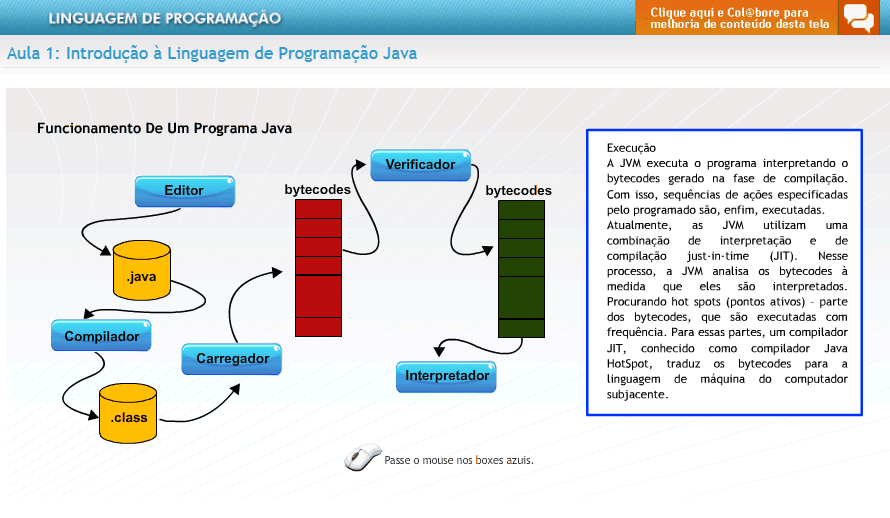 LINGUAGEM DE PROGRAMAÇÃO
Clique aqui e Col@bore para
melhoria de conteúdo desta tela
Aula 1: Introdução à Linguagem de Programação Java
Funcionamento De Um Programa Java
Editor
.java
Compilador
.class
Carregador
bytecodes
Verificador
bytecodes
Interpretador
Passe o mouse nos boxes azuis.
Execução
A JVM executa o programa interpretando o
bytecodes gerado na fase de compilação.
Com isso, sequências de ações especificadas
pelo programado são, enfim, executadas.
Atualmente, as JVM utilizam uma
combinação de interpretação e de
compilação just-in-time (JIT). Nesse
processo, a JVM analisa os bytecodes à
medida que eles são interpretados.
Procurando hot spots (pontos ativos) – parte
dos bytecodes, que são executadas com
frequência. Para essas partes, um compilador
JIT, conhecido como compilador Java
HotSpot, traduz os bytecodes para a
linguagem de máquina do computador
subjacente.